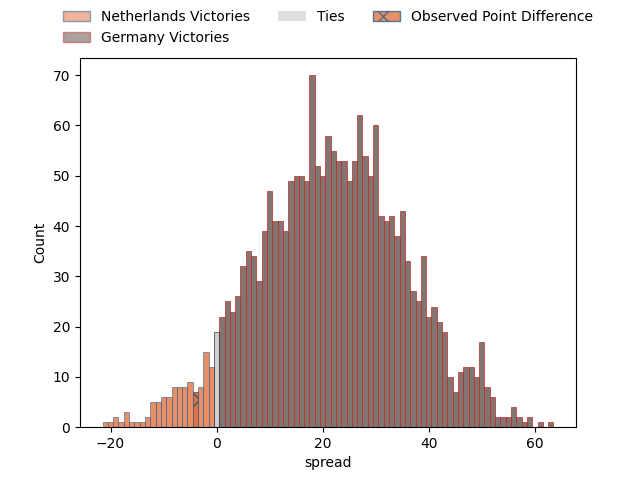 Netherlands Victories
Ties
Observed Point Difference
Germany Victories
70
60
50
40
30
20
10
0
Count
−20
0
20
40
60
spread